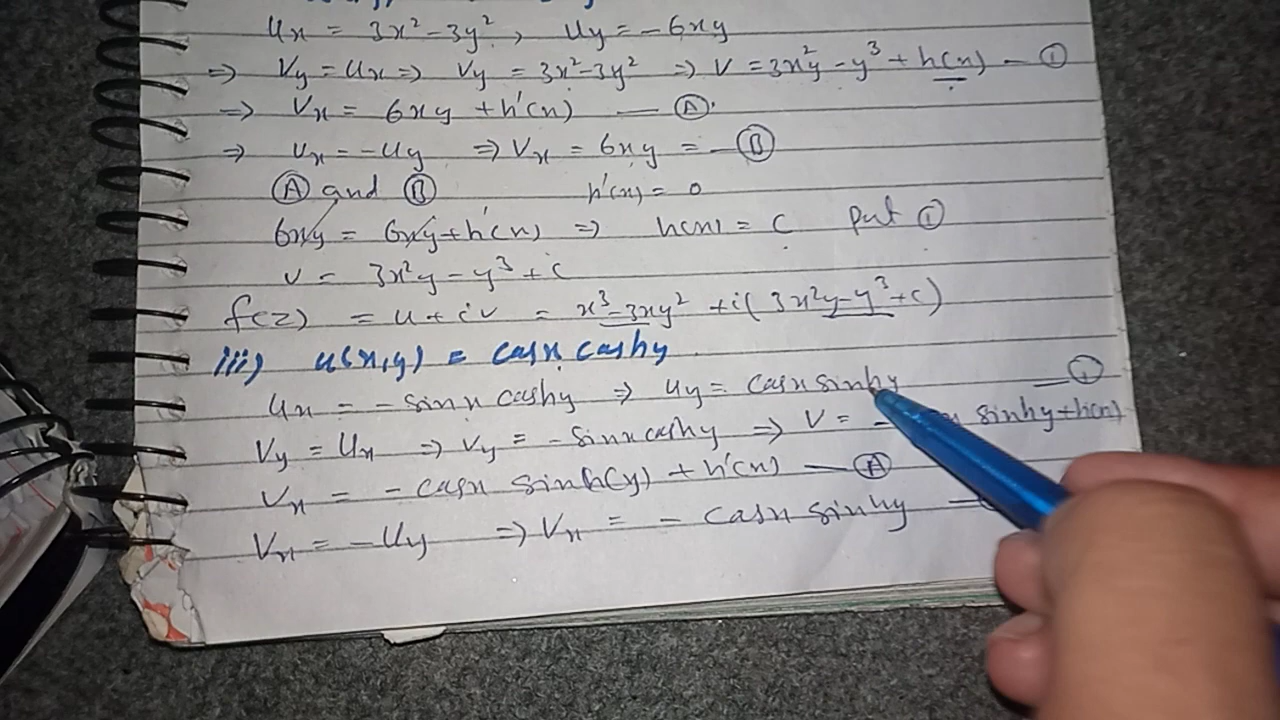 ux = 3x² - 3y², uy = -6xy
⇒ Vy = ux ⇒ Vy = 3x² - 3y² ⇒ V = 3x²y - y³ + h(x) — ①
⇒ Vx = 6xy + h'(x) — Ⓐ
⇒ Vx = -uy ⇒ Vx = 6xy = — Ⓑ
Ⓐ and Ⓑ h'(x) = 0
6xy = 6xy + h'(x) ⇒ h(x) = c put ①
v = 3x²y - y³ + c
f(z) = u + iv = x³ - 3xy² + i(3x²y - y³ + c)
iii) u(x,y) = cosx coshy
ux = -sinx coshy ⇒ uy = cosx sinhy — ①
Vy = Ux ⇒ Vy = -sinx coshy ⇒ V = - sinhy + h(x)
Vx = -cosx sinh(y) + h'(x) — Ⓐ
Vx = -Uy ⇒ Vx = -cosx sinhy —